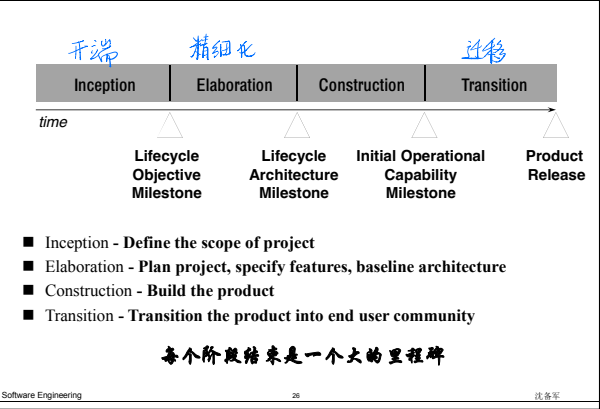 开端 精细化 迁移
Inception Elaboration Construction Transition
time
Lifecycle Objective Milestone
Lifecycle Architecture Milestone
Initial Operational Capability Milestone
Product Release
■ Inception - Define the scope of project
■ Elaboration - Plan project, specify features, baseline architecture
■ Construction - Build the product
■ Transition - Transition the product into end user community
每个阶段结束是一个大的里程碑
Software Engineering 26 沈备军